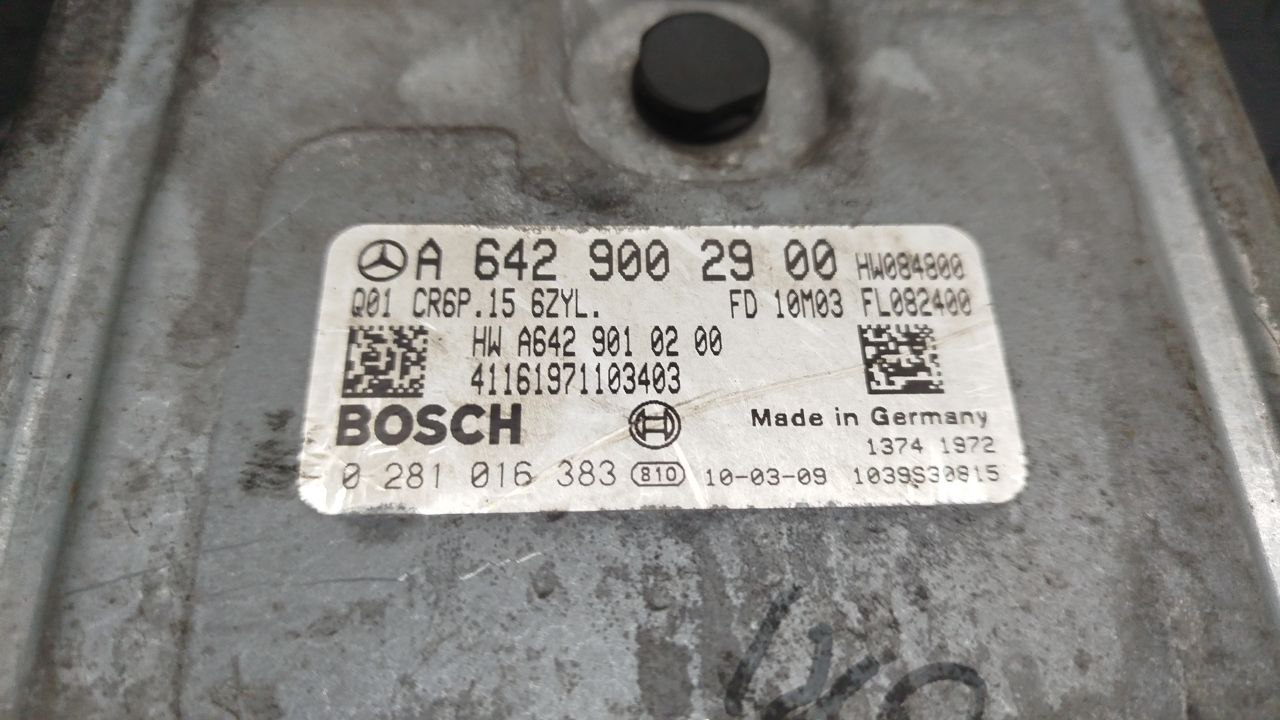 A 642 900 29 00 HW084800
Q01 CR6P.15 6ZYL. FD 10M03 FL082400
HW A642 901 02 00
41161971103403
BOSCH Made in Germany
1374 1972
0 281 016 383 810 10-03-09 1039S30815